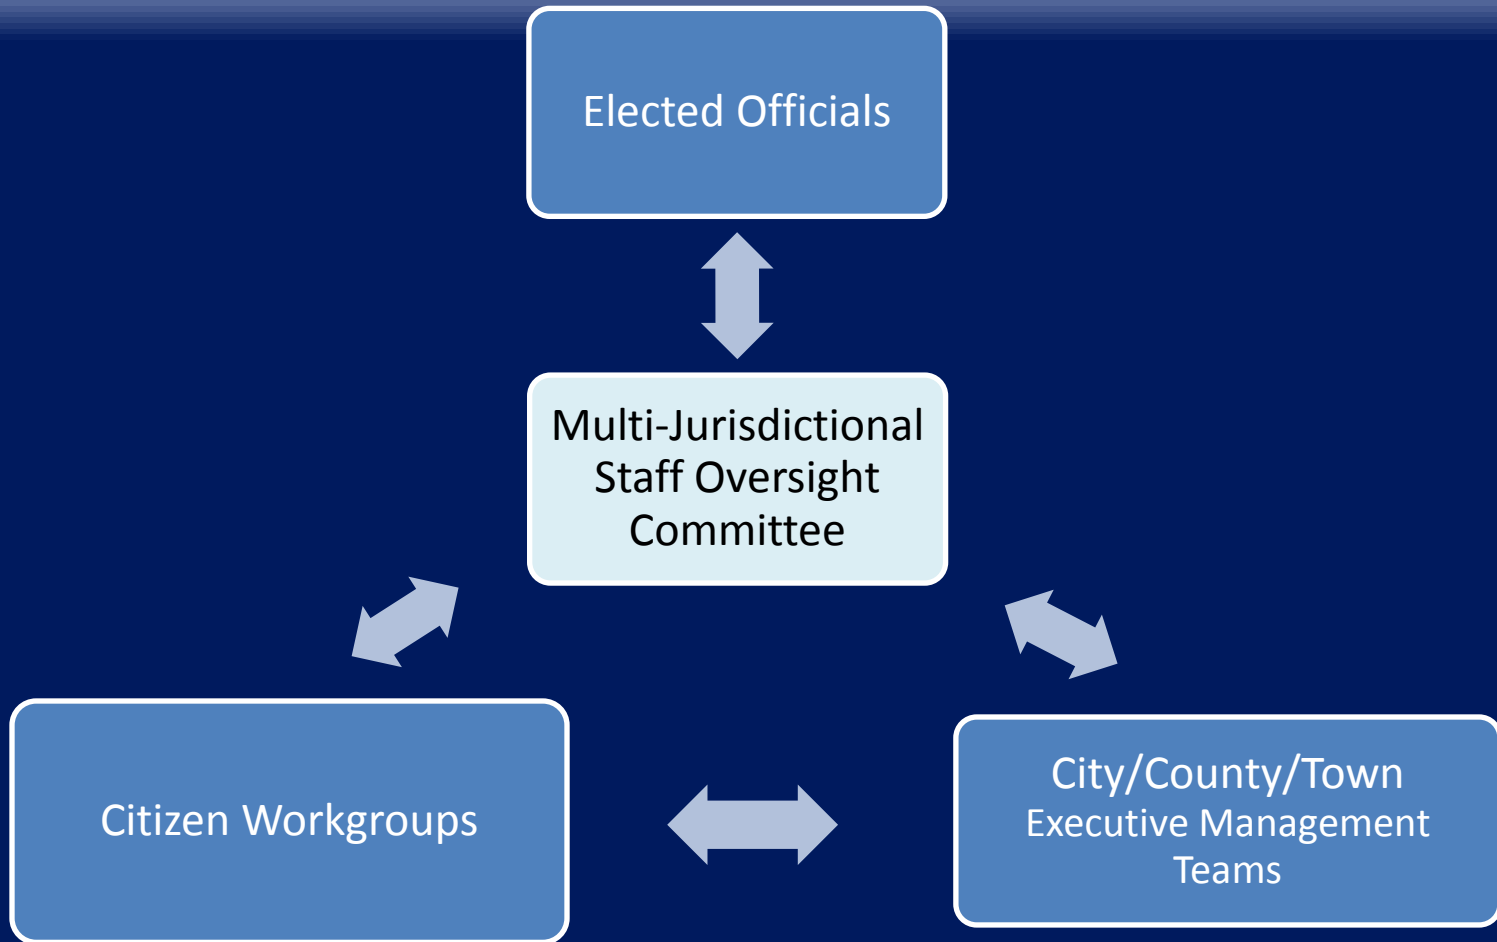 Elected Officials
Multi-Jurisdictional
Staff Oversight
Committee
Citizen Workgroups
City/County/Town
Executive Management
Teams